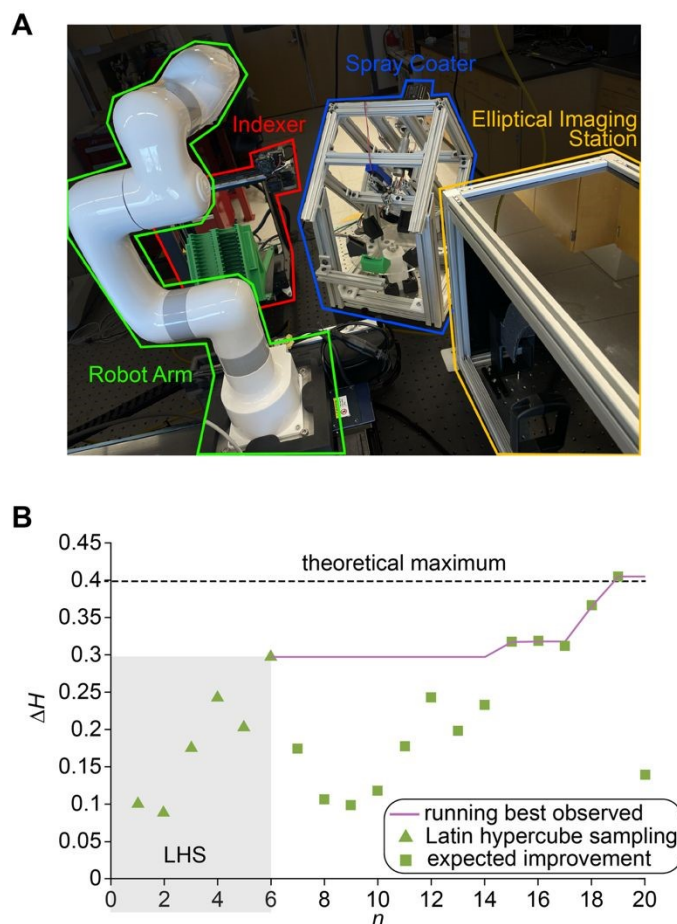 A
Spray Coater
Indexer
Elliptical Imaging
Station
Robot Arm
B
0.45
theoretical maximum
0.4
0.35
0.3
0.25
ΔH
0.2
0.15
0.1
running best observed
Latin hypercube sampling
0.05
LHS
expected improvement
0
0 2 4 6 8 10 12 14 16 18 20
n